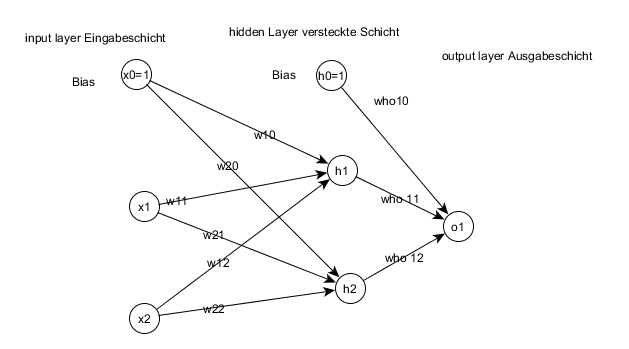 input layer Eingabeschicht
hidden Layer versteckte Schicht
output layer Ausgabeschicht
Bias
x0=1
Bias
h0=1
who10
w10
w20
h1
w11
who 11
x1
o1
w21
w12
who 12
h2
w22
x2